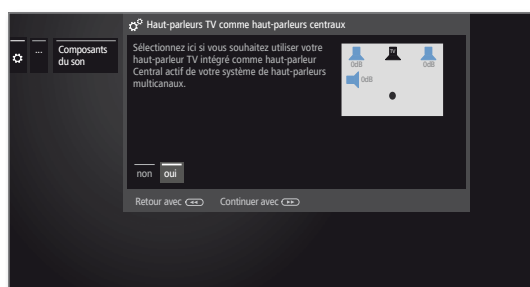 Haut-parleurs TV comme haut-parleurs centraux
...
Composants
du son
Sélectionnez ici si vous souhaitez utiliser votre
haut-parleur TV intégré comme haut-parleur
Central actif de votre système de haut-parleurs
multicanaux.
TV
0dB
0dB
0dB
non oui
Retour avec Continuer avec